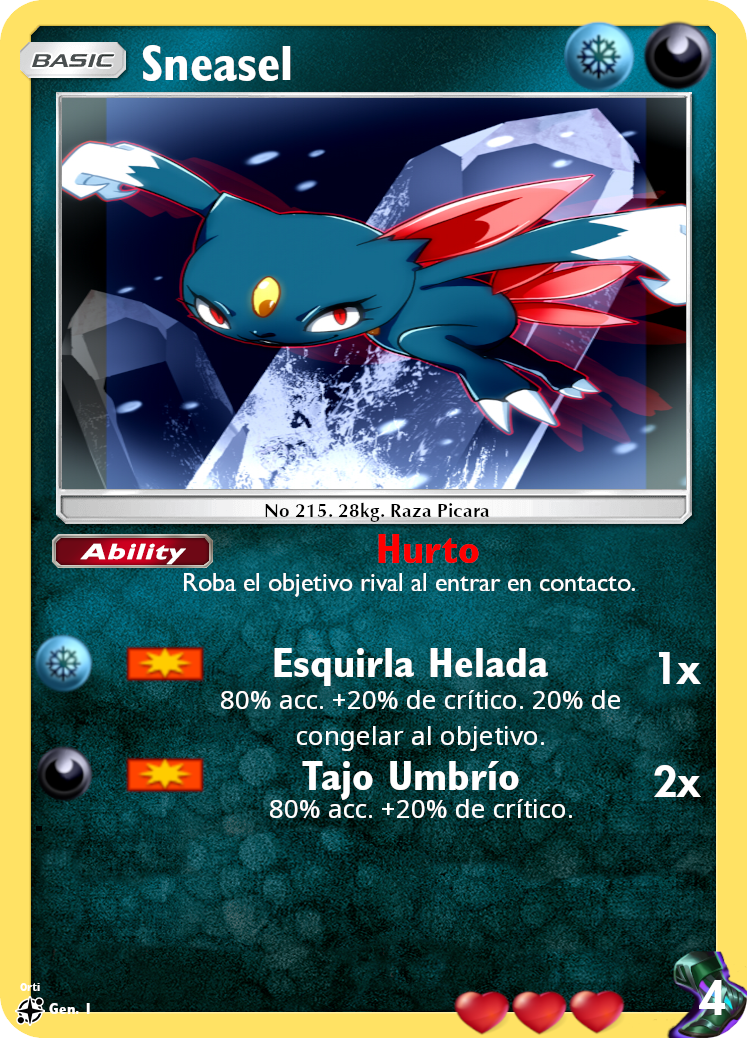 BASIC Sneasel
No 215. 28kg. Raza Picara
Ability Hurto
Roba el objetivo rival al entrar en contacto.
Esquirla Helada 1x
80% acc. +20% de crítico. 20% de
congelar al objetivo.
Tajo Umbrío 2x
80% acc. +20% de crítico.
Orti
Gen. I
4